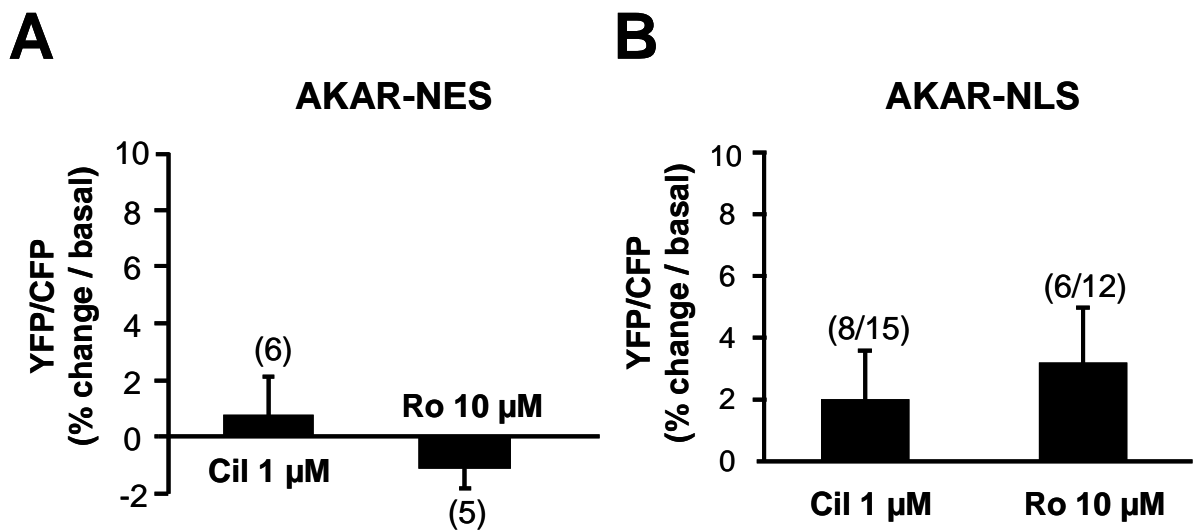 A
AKAR-NES
YFP/CFP
(% change / basal)
10
8
6
4
2
0
-2
(6)
Cil 1 µM
Ro 10 µM
(5)
B
AKAR-NLS
YFP/CFP
(% change / basal)
10
8
6
4
2
0
(8/15)
(6/12)
Cil 1 µM
Ro 10 µM